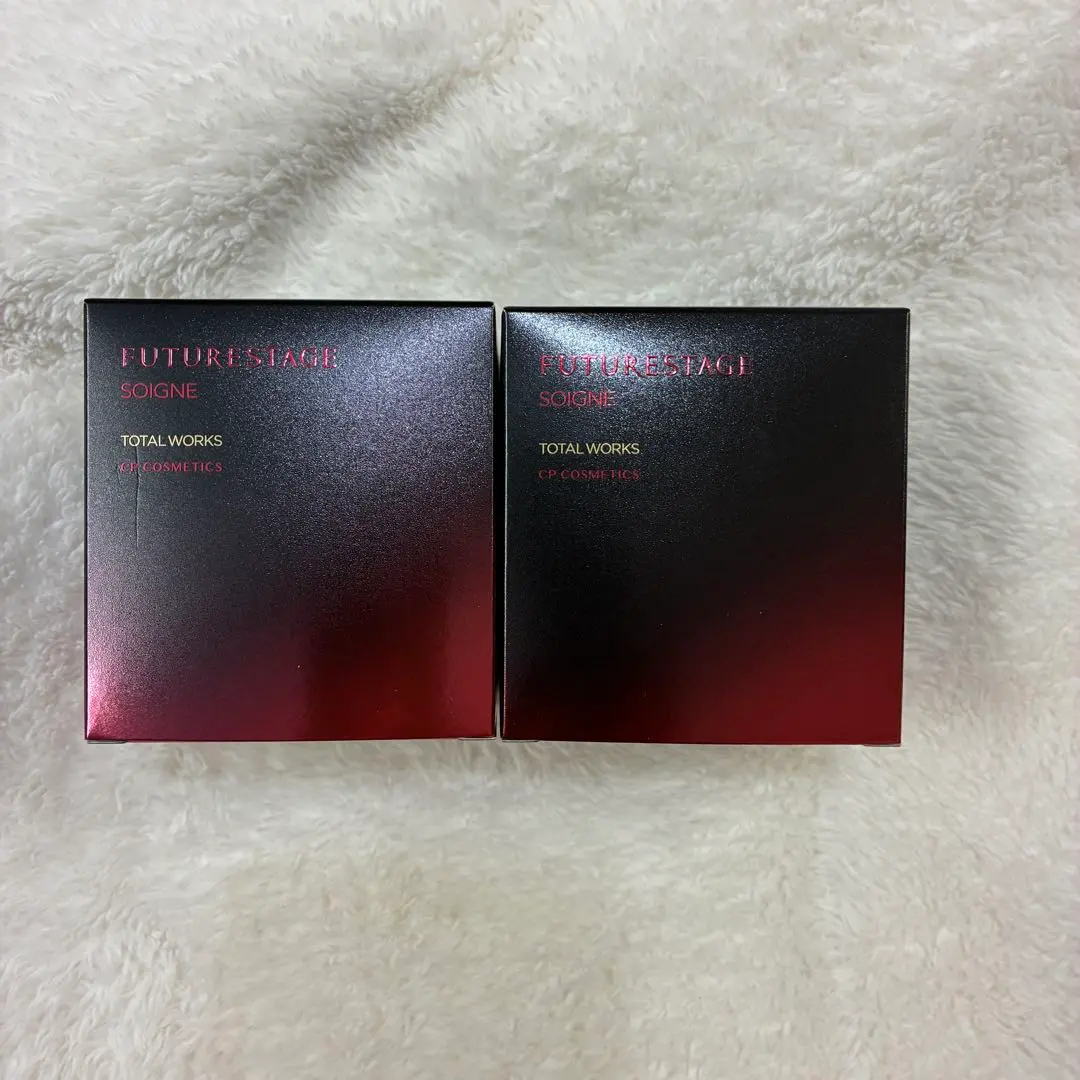 FUTURESTAGE
SOIGNE
TOTAL WORKS
CP COSMETICS
FUTURESTAGE
SOIGNE
TOTAL WORKS
CP COSMETICS